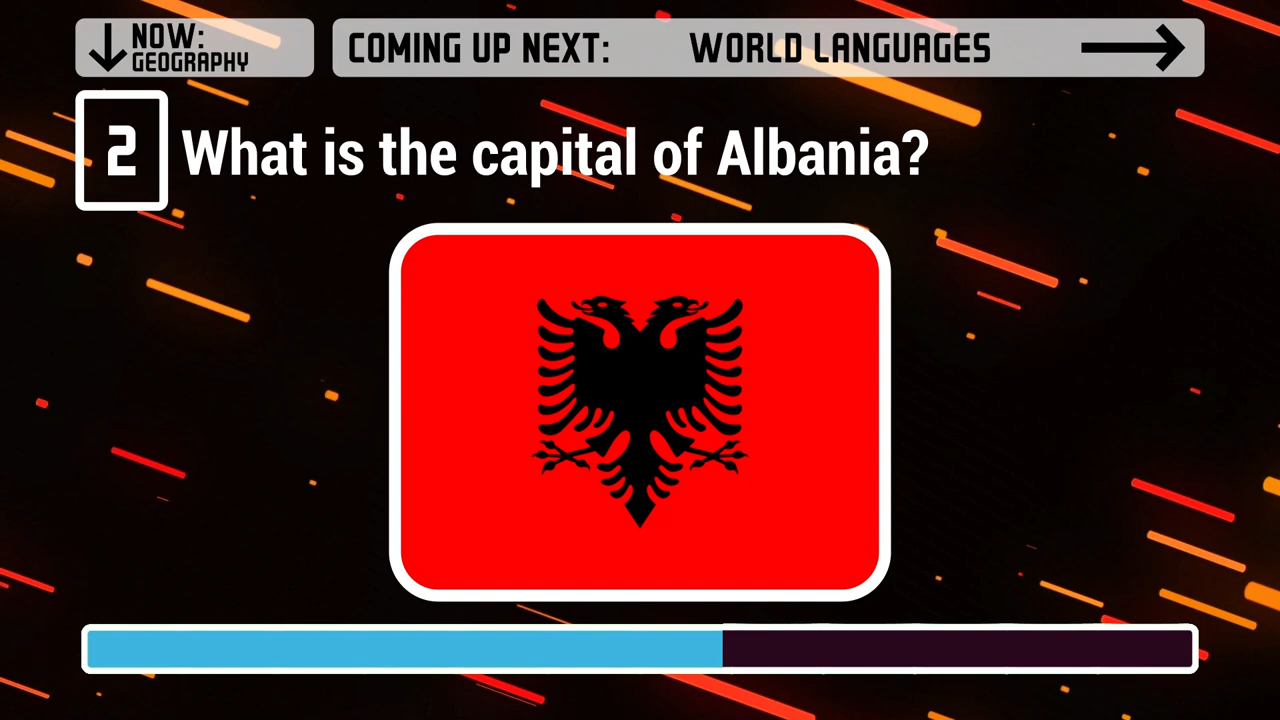 NOW:
GEOGRAPHY
COMING UP NEXT: WORLD LANGUAGES
2 What is the capital of Albania?